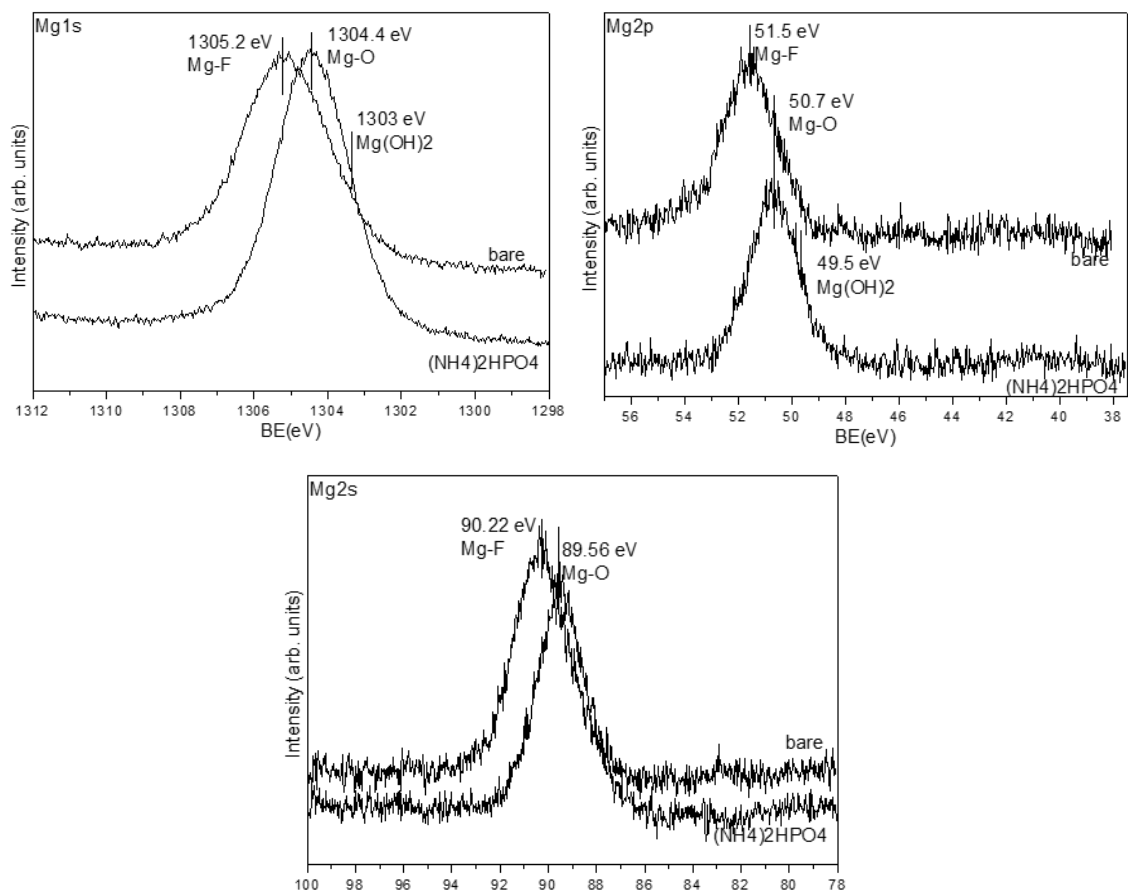 Mg1s
1305.2 eV
Mg-F
1304.4 eV
Mg-O
1303 eV
Mg(OH)2
bare
(NH4)2HPO4
Intensity (arb. units)
1312 1310 1308 1306 1304 1302 1300 1298
BE(eV)
Mg2p
51.5 eV
Mg-F
50.7 eV
Mg-O
49.5 eV
Mg(OH)2
bare
(NH4)2HPO4
Intensity (arb. units)
56 54 52 50 48 46 44 42 40 38
BE(eV)
Mg2s
90.22 eV
Mg-F
89.56 eV
Mg-O
bare
(NH4)2HPO4
Intensity (arb. units)
100 98 96 94 92 90 88 86 84 82 80 78